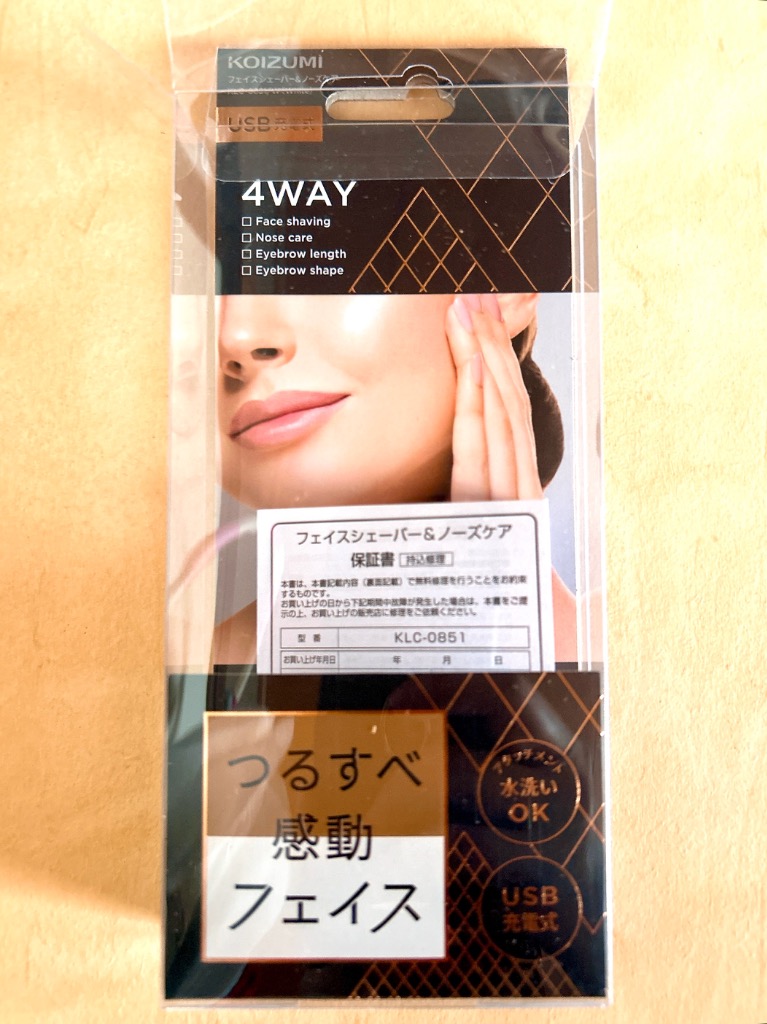 KOIZUMI
フェイスシェーバー&ノーズケア
USB充電式
4WAY
Face shaving
Nose care
Eyebrow length
Eyebrow shape
フェイスシェーバー&ノーズケア
保証書 持込修理
本書は、本書記載内容(裏面記載)で無料修理を行うことをお約束
するものです。
お買い上げの日から下記期間中故障が発生した場合は、本書をご提
示の上、お買い上げの販売店に修理をご依頼ください。
型番 KLC-0851
お買い上げ年月日 年 月 日
つるすべ
感動
フェイス
アタッチメント
水洗い
OK
USB
充電式